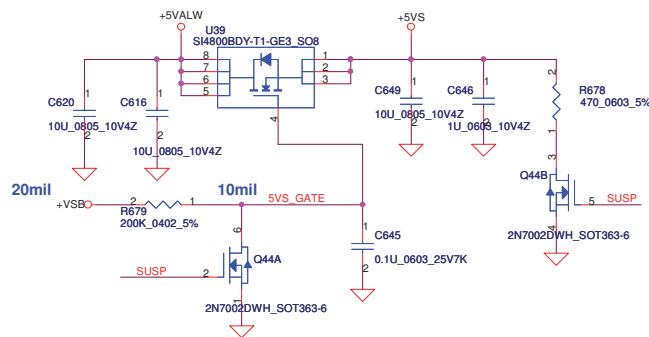 +5VALW
+5VS
U39
SI4800BDY-T1-GE3_SO8
8
7
6
5
1
2
3
4
1
C620
2
10U_0805_10V4Z
1
C616
2
10U_0805_10V4Z
1
C649
2
10U_0805_10V4Z
1
C646
2
1U_0603_10V4Z
2
R678
470_0603_5%
1
3
Q44B
5
SUSP
4
2N7002DWH_SOT363-6
20mil
10mil
+VSB
2
1
5VS_GATE
R679
200K_0402_5%
6
Q44A
SUSP
2
1
2N7002DWH_SOT363-6
1
C645
0.1U_0603_25V7K
2